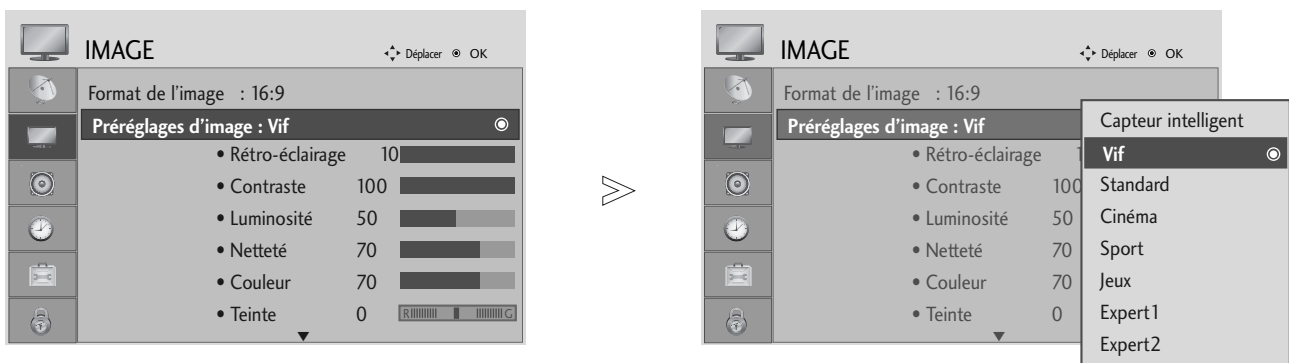 IMAGE
Déplacer OK
Format de l'image : 16:9
Préréglages d'image : Vif
• Rétro-éclairage 10
• Contraste 100
• Luminosité 50
• Netteté 70
• Couleur 70
• Teinte 0 R G
IMAGE
Déplacer OK
Format de l'image : 16:9
Préréglages d'image : Vif
• Rétro-éclairage 1
• Contraste 100
• Luminosité 50
• Netteté 70
• Couleur 70
• Teinte 0
Capteur intelligent
Vif
Standard
Cinéma
Sport
Jeux
Expert1
Expert2